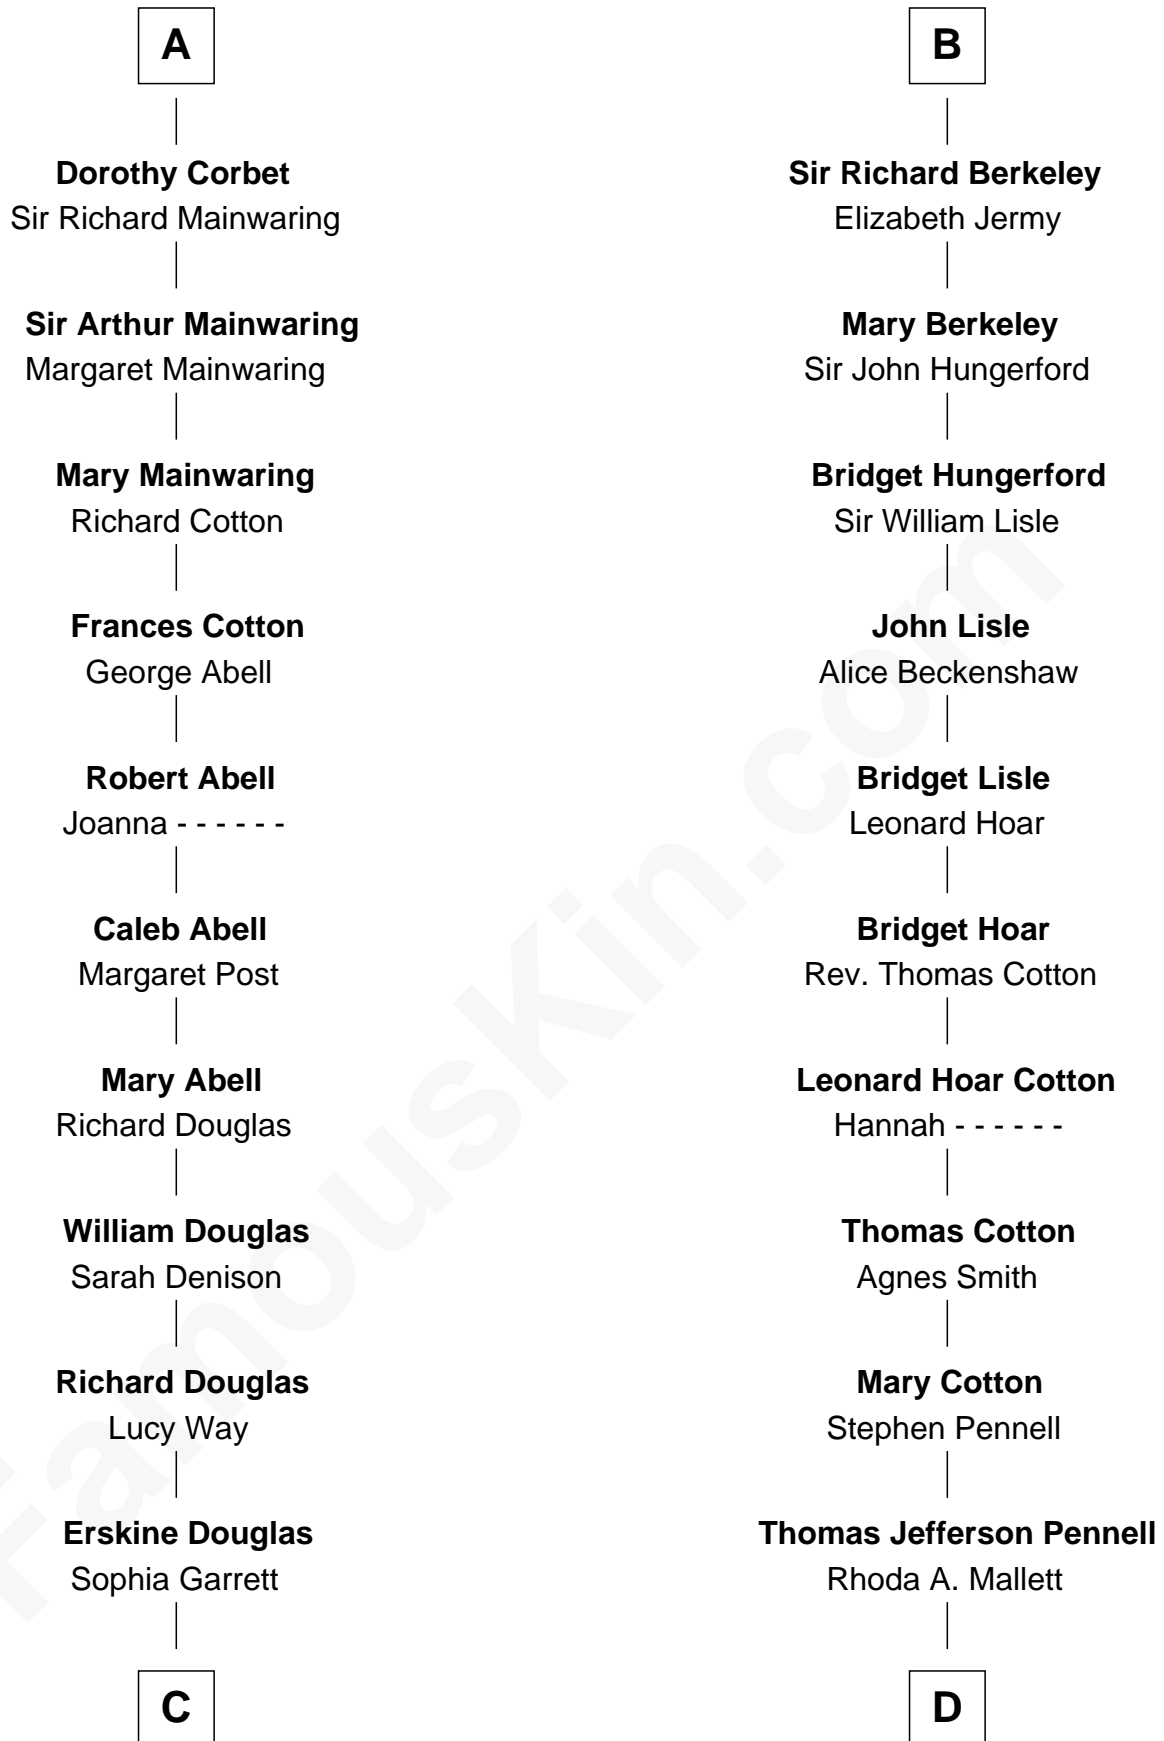 A
Dorothy Corbet
Sir Richard Mainwaring
Sir Arthur Mainwaring
Margaret Mainwaring
Mary Mainwaring
Richard Cotton
Frances Cotton
George Abell
Robert Abell
Joanna - - - - - -
Caleb Abell
Margaret Post
Mary Abell
Richard Douglas
William Douglas
Sarah Denison
Richard Douglas
Lucy Way
Erskine Douglas
Sophia Garrett
C
B
Sir Richard Berkeley
Elizabeth Jermy
Mary Berkeley
Sir John Hungerford
Bridget Hungerford
Sir William Lisle
John Lisle
Alice Beckenshaw
Bridget Lisle
Leonard Hoar
Bridget Hoar
Rev. Thomas Cotton
Leonard Hoar Cotton
Hannah - - - - - -
Thomas Cotton
Agnes Smith
Mary Cotton
Stephen Pennell
Thomas Jefferson Pennell
Rhoda A. Mallett
D
FamousKin.com